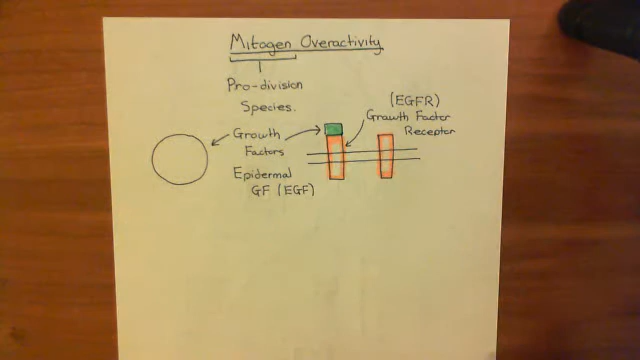 Mitogen Overactivity
Pro-division
Species.
(EGFR)
Growth Factor
Receptor
Growth
Factors
Epidermal
GF (EGF)